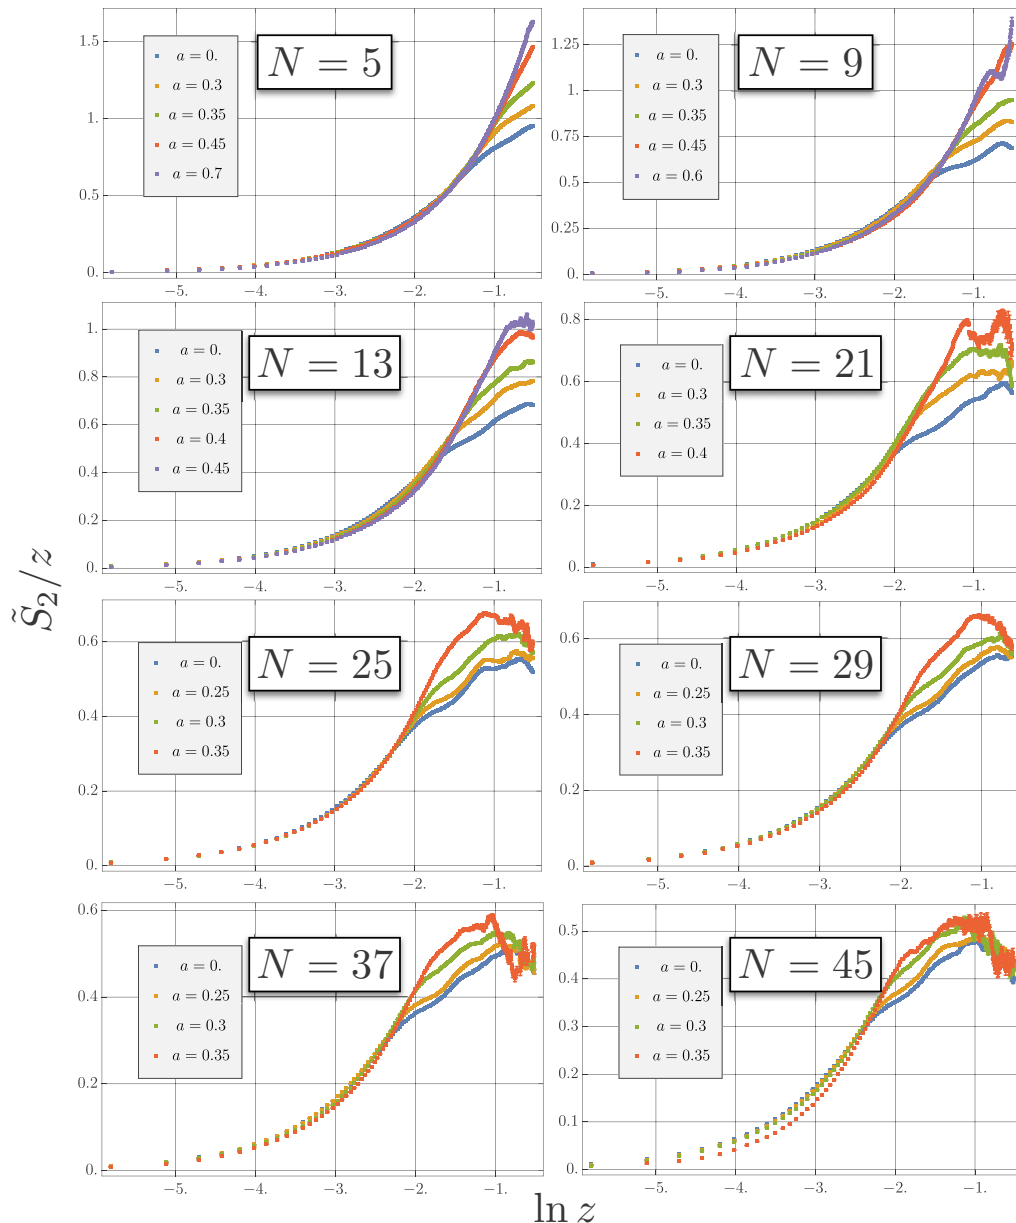 N = 5
a = 0.
a = 0.3
a = 0.35
a = 0.45
a = 0.7
1.5
1.
0.5
0.
−5. −4. −3. −2. −1.
N = 9
a = 0.
a = 0.3
a = 0.35
a = 0.45
a = 0.6
1.25
1.
0.75
0.5
0.25
0.
−5. −4. −3. −2. −1.
N = 13
a = 0.
a = 0.3
a = 0.35
a = 0.4
a = 0.45
1.
0.8
0.6
0.4
0.2
0.
−5. −4. −3. −2. −1.
N = 21
a = 0.
a = 0.3
a = 0.35
a = 0.4
0.8
0.6
0.4
0.2
0.
−5. −4. −3. −2. −1.
S̃₂/z
N = 25
a = 0.
a = 0.25
a = 0.3
a = 0.35
0.6
0.4
0.2
0.
−5. −4. −3. −2. −1.
N = 29
a = 0.
a = 0.25
a = 0.3
a = 0.35
0.6
0.4
0.2
0.
−5. −4. −3. −2. −1.
N = 37
a = 0.
a = 0.25
a = 0.3
a = 0.35
0.6
0.4
0.2
0.
−5. −4. −3. −2. −1.
N = 45
a = 0.
a = 0.25
a = 0.3
a = 0.35
0.5
0.4
0.3
0.2
0.1
0.
−5. −4. −3. −2. −1.
ln z